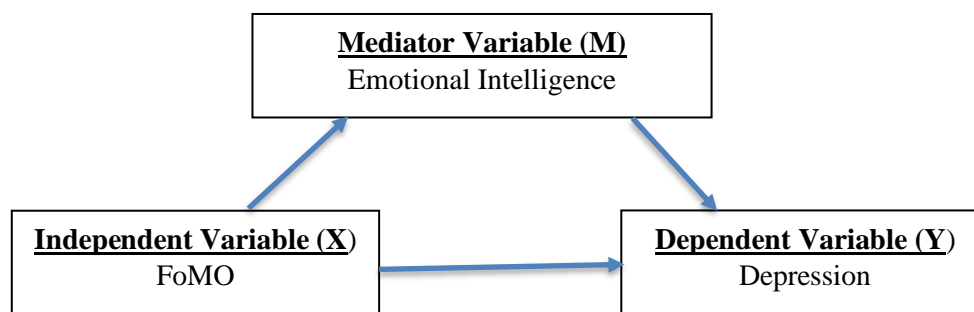 Mediator Variable (M)
Emotional Intelligence
Independent Variable (X)
FoMO
Dependent Variable (Y)
Depression